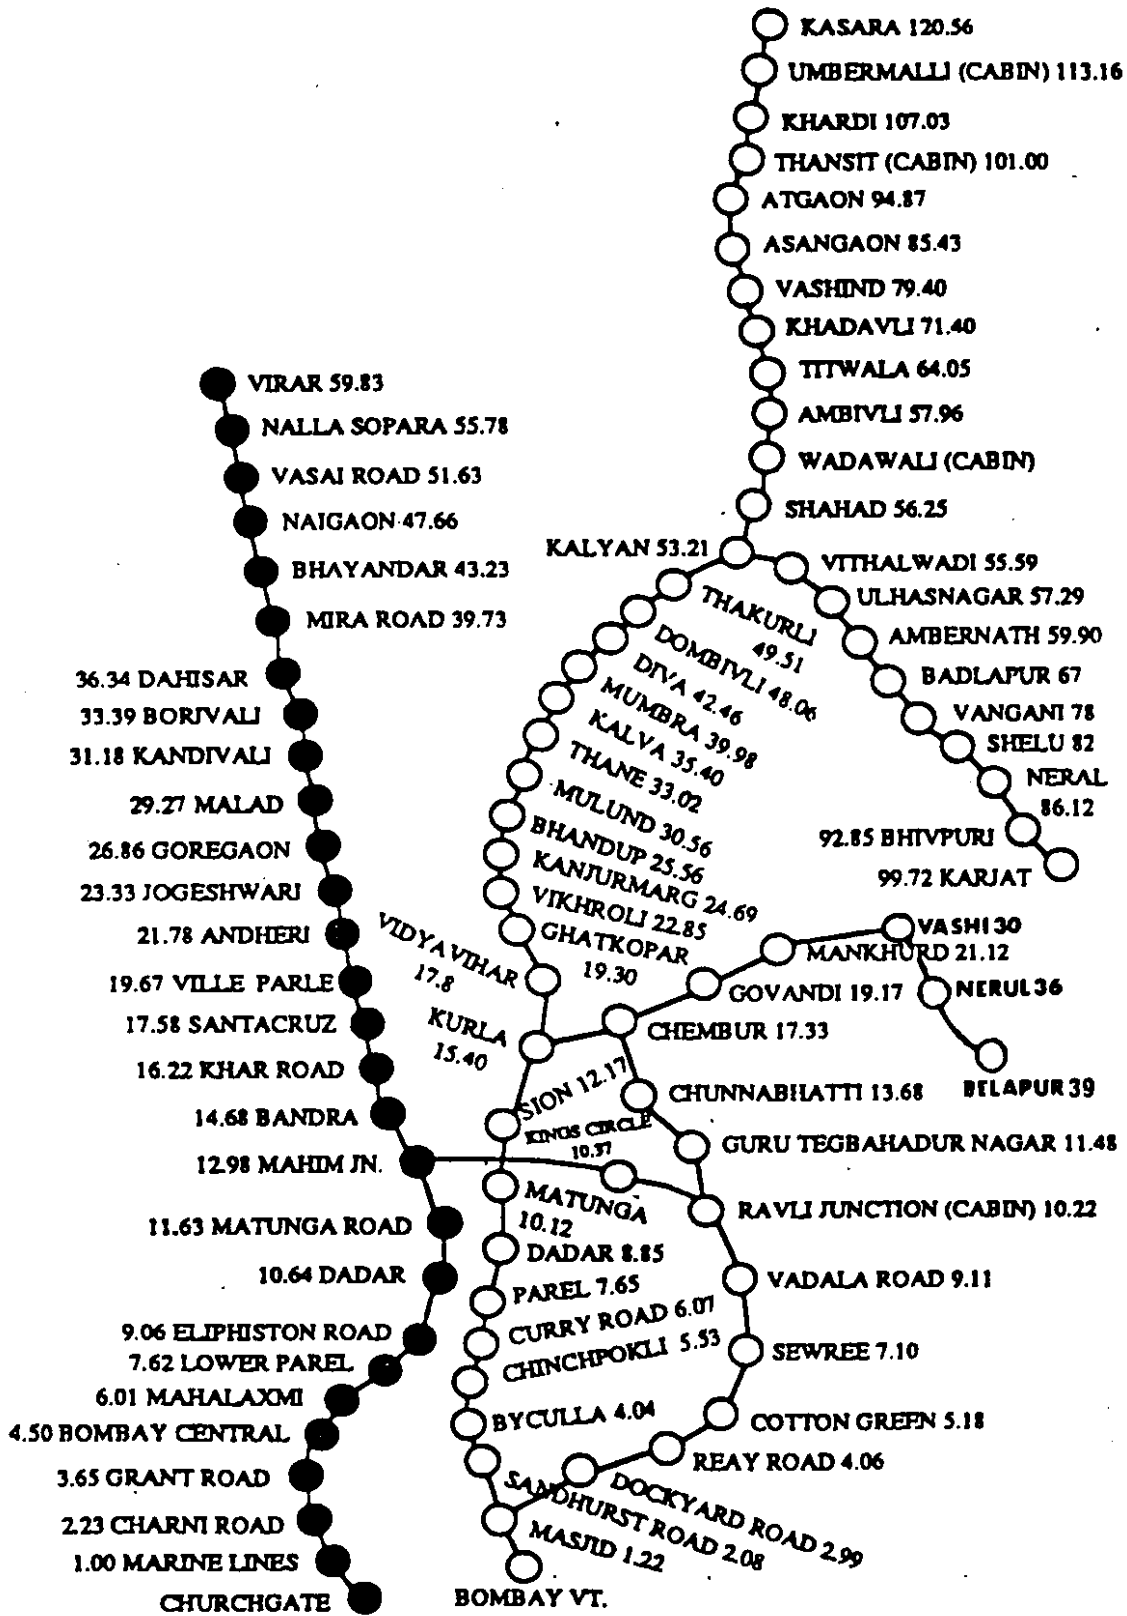 KASARA 120.56
UMBERMALLI (CABIN) 113.16
KHARDI 107.03
THANSIT (CABIN) 101.00
ATGAON 94.87
ASANGAON 85.43
VASHIND 79.40
KHADAVLI 71.40
TITWALA 64.05
AMBIVLI 57.96
WADAWALI (CABIN)
SHAHAD 56.25
KALYAN 53.21
VITHALWADI 55.59
ULHASNAGAR 57.29
AMBERNATH 59.90
BADLAPUR 67
VANGANI 78
SHELU 82
NERAL
86.12
92.85 BHIVPURI
99.72 KARJAT
THAKURLI
49.51
DOMBIVLI 48.06
DIVA 42.46
MUMBRA 39.98
KALVA 35.40
THANE 33.02
MULUND 30.56
BHANDUP 25.56
KANJURMARG 24.69
VIKHROLI 22.85
GHATKOPAR
19.30
VIDYAVIHAR
17.8
KURLA
15.40
VASHI 30
MANKHURD 21.12
GOVANDI 19.17
NERUL 36
CHEMBUR 17.33
BELAPUR 39
SION 12.17
CHUNNABHATTI 13.68
KINGS CIRCLE
10.37
GURU TEGBAHADUR NAGAR 11.48
MATUNGA
10.12
RAVLI JUNCTION (CABIN) 10.22
DADAR 8.85
VADALA ROAD 9.11
PAREL 7.65
CURRY ROAD 6.07
CHINCHPOKLI 5.53
SEWREE 7.10
BYCULLA 4.04
COTTON GREEN 5.18
REAY ROAD 4.06
DOCKYARD ROAD 2.99
SANDHURST ROAD 2.08
MASJID 1.22
BOMBAY VT.
VIRAR 59.83
NALLA SOPARA 55.78
VASAI ROAD 51.63
NAIGAON 47.66
BHAYANDAR 43.23
MIRA ROAD 39.73
36.34 DAHISAR
33.39 BORIVALI
31.18 KANDIVALI
29.27 MALAD
26.86 GOREGAON
23.33 JOGESHWARI
21.78 ANDHERI
19.67 VILLE PARLE
17.58 SANTACRUZ
16.22 KHAR ROAD
14.68 BANDRA
12.98 MAHIM JN.
11.63 MATUNGA ROAD
10.64 DADAR
9.06 ELIPHISTON ROAD
7.62 LOWER PAREL
6.01 MAHALAXMI
4.50 BOMBAY CENTRAL
3.65 GRANT ROAD
2.23 CHARNI ROAD
1.00 MARINE LINES
CHURCHGATE